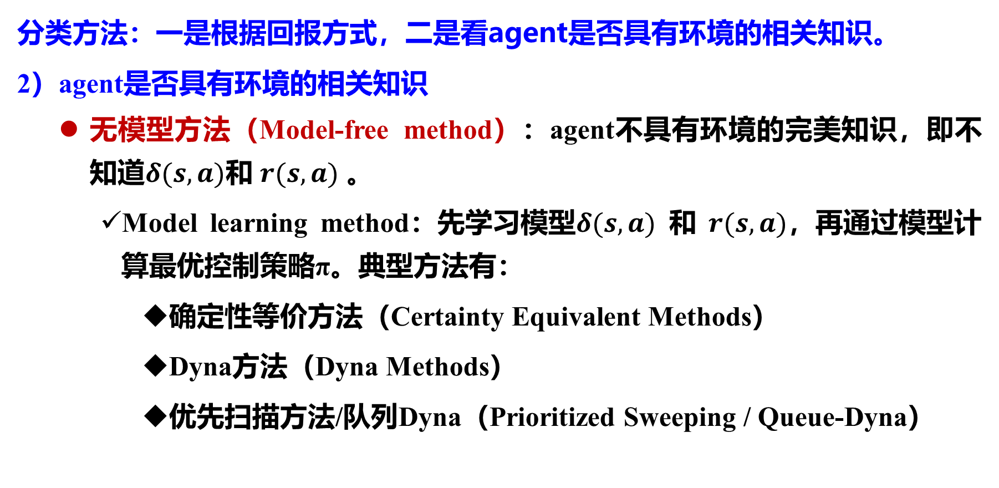 分类方法：一是根据回报方式，二是看agent是否具有环境的相关知识。
2）agent是否具有环境的相关知识
● 无模型方法（Model-free method）：agent不具有环境的完美知识，即不
知道δ(s,a)和 r(s,a) 。
✓Model learning method：先学习模型δ(s,a) 和 r(s,a)，再通过模型计
算最优控制策略π。典型方法有：
◆确定性等价方法（Certainty Equivalent Methods）
◆Dyna方法（Dyna Methods）
◆优先扫描方法/队列Dyna（Prioritized Sweeping / Queue-Dyna）